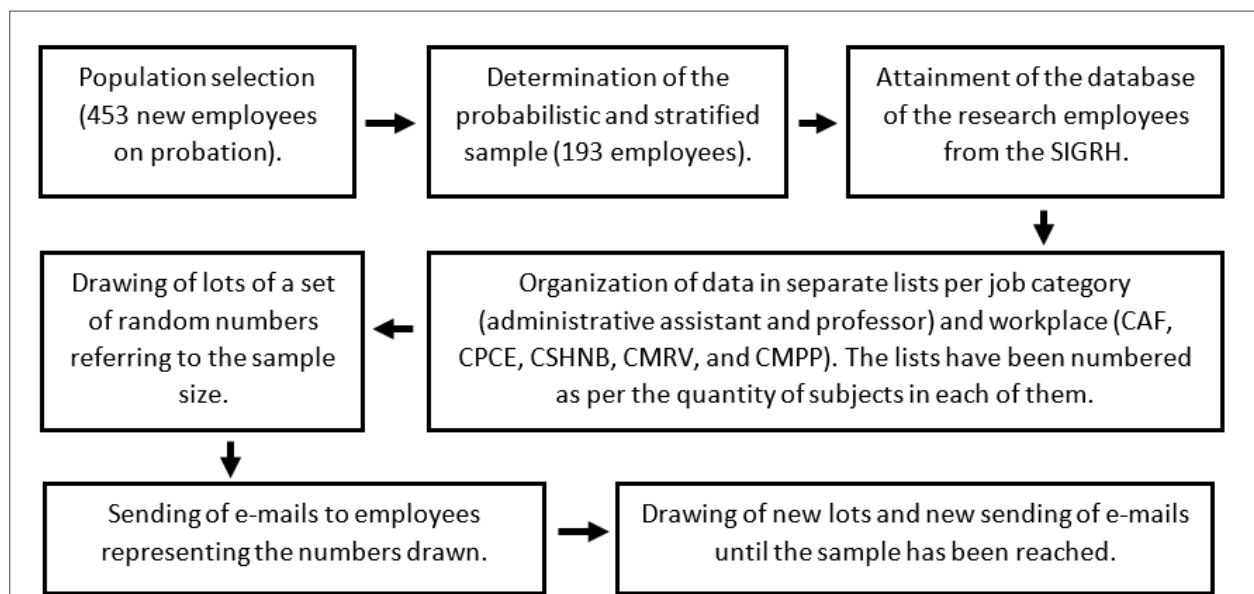 Population selection
(453 new employees
on probation).
Determination of the
probabilistic and stratified
sample (193 employees).
Attainment of the database
of the research employees
from the SIGRH.
Organization of data in separate lists per job category
(administrative assistant and professor) and workplace (CAF,
CPCE, CSHNB, CMRV, and CMPP). The lists have been numbered
as per the quantity of subjects in each of them.
Drawing of lots of a set
of random numbers
referring to the sample
size.
Sending of e-mails to employees
representing the numbers drawn.
Drawing of new lots and new sending of e-mails
until the sample has been reached.